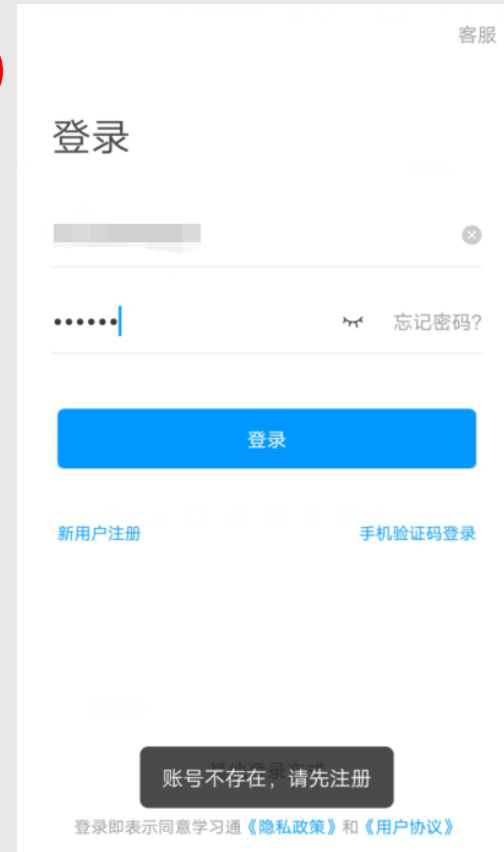 客服
登录
••••••
忘记密码?
登录
新用户注册
手机验证码登录
账号不存在，请先注册
登录即表示同意学习通《隐私政策》和《用户协议》